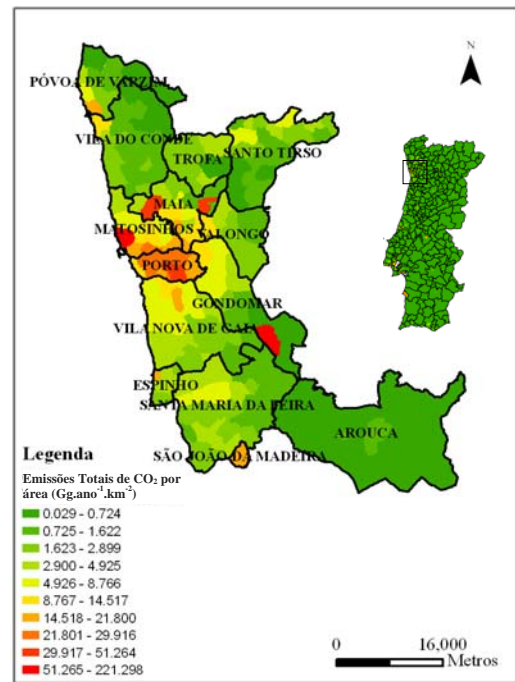 N
PÓVOA DE VARZIM
VILA DO CONDE
TROFA
SANTO TIRSO
MAIA
MATOSINHOS
VALONGO
PORTO
GONDOMAR
VILA NOVA DE GAIA
ESPINHO
SANTA MARIA DA FEIRA
AROUCA
SÃO JOÃO DA MADEIRA
Legenda
Emissões Totais de CO₂ por
área (Gg.ano⁻¹.km⁻²)
0.029 - 0.724
0.725 - 1.622
1.623 - 2.899
2.900 - 4.925
4.926 - 8.766
8.767 - 14.517
14.518 - 21.800
21.801 - 29.916
29.917 - 51.264
51.265 - 221.298
0 16,000
Metros